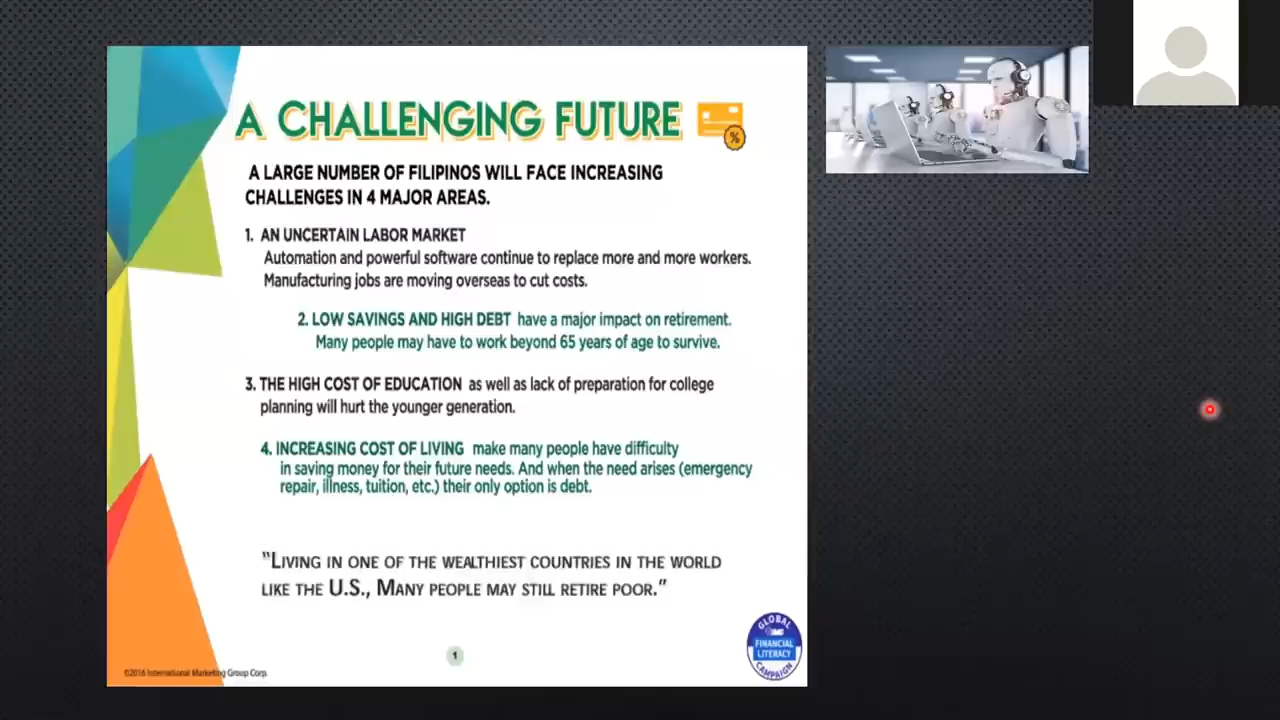 A CHALLENGING FUTURE
%
A LARGE NUMBER OF FILIPINOS WILL FACE INCREASING
CHALLENGES IN 4 MAJOR AREAS.
1. AN UNCERTAIN LABOR MARKET
Automation and powerful software continue to replace more and more workers.
Manufacturing jobs are moving overseas to cut costs.
2. LOW SAVINGS AND HIGH DEBT have a major impact on retirement.
Many people may have to work beyond 65 years of age to survive.
3. THE HIGH COST OF EDUCATION as well as lack of preparation for college
planning will hurt the younger generation.
4. INCREASING COST OF LIVING make many people have difficulty
in saving money for their future needs. And when the need arises (emergency
repair, illness, tuition, etc.) their only option is debt.
"LIVING IN ONE OF THE WEALTHIEST COUNTRIES IN THE WORLD
LIKE THE U.S., MANY PEOPLE MAY STILL RETIRE POOR."
1
©2016 International Marketing Group Corp.
GLOBAL
IMG
FINANCIAL
LITERACY
CAMPAIGN